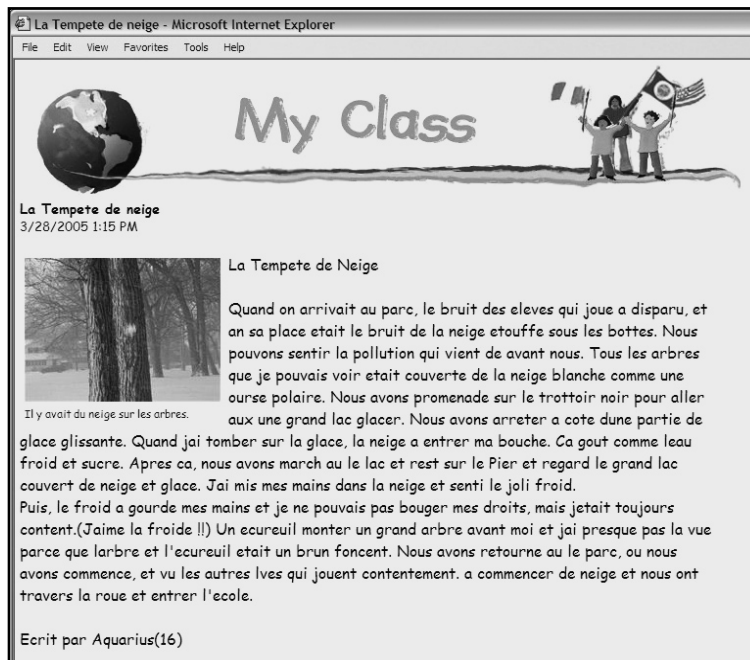 La Tempete de neige - Microsoft Internet Explorer
File Edit View Favorites Tools Help
My Class
La Tempete de neige
3/28/2005 1:15 PM
La Tempete de Neige
Quand on arrivait au parc, le bruit des eleves qui joue a disparu, et
an sa place etait le bruit de la neige etouffe sous les bottes. Nous
pouvons sentir la pollution qui vient de avant nous. Tous les arbres
que je pouvais voir etait couverte de la neige blanche comme une
ourse polaire. Nous avons promenade sur le trottoir noir pour aller
Il y avait du neige sur les arbres.
aux une grand lac glacer. Nous avons arreter a cote dune partie de
glace glissante. Quand jai tomber sur la glace, la neige a entrer ma bouche. Ca gout comme leau
froid et sucre. Apres ca, nous avons march au le lac et rest sur le Pier et regard le grand lac
couvert de neige et glace. Jai mis mes mains dans la neige et senti le joli froid.
Puis, le froid a gourde mes mains et je ne pouvais pas bouger mes droits, mais jetait toujours
content.(Jaime la froide !!) Un ecureuil monter un grand arbre avant moi et jai presque pas la vue
parce que larbre et l'ecureuil etait un brun foncent. Nous avons retourne au le parc, ou nous
avons commence, et vu les autres lves qui jouent contentement. a commencer de neige et nous ont
travers la roue et entrer l'ecole.
Ecrit par Aquarius(16)